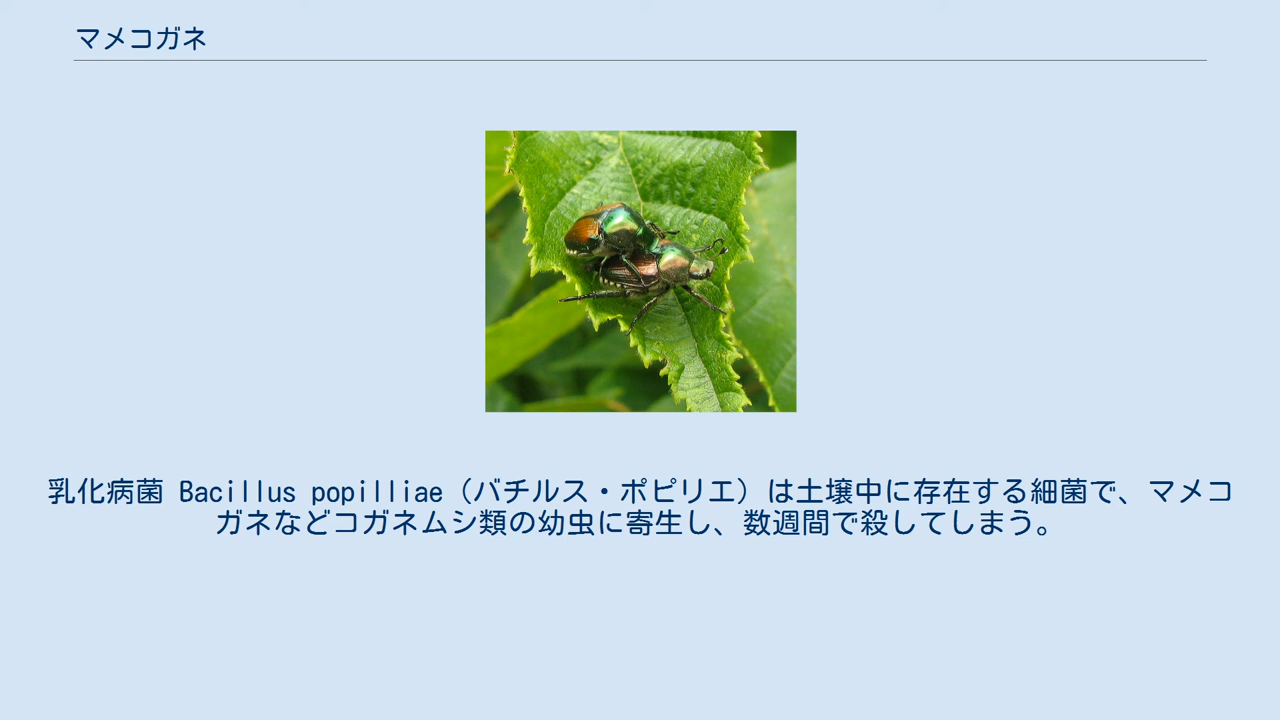 マメコガネ
乳化病菌 Bacillus popilliae（バチルス・ポピリエ）は土壌中に存在する細菌で、マメコ
ガネなどコガネムシ類の幼虫に寄生し、数週間で殺してしまう。